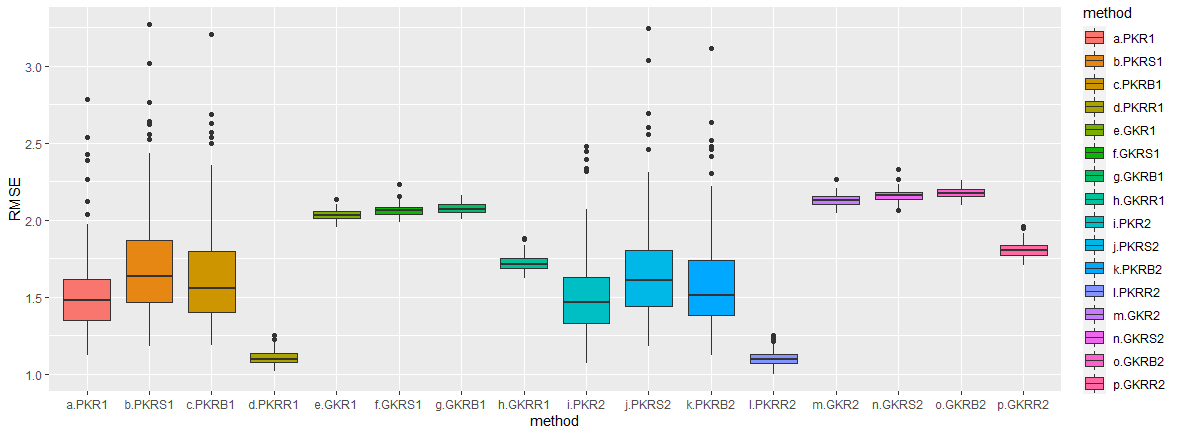 RMSE
3.0
2.5
2.0
1.5
1.0
a.PKR1 b.PKRS1 c.PKRB1 d.PKRR1 e.GKR1 f.GKRS1 g.GKRB1 h.GKRR1 i.PKR2 j.PKRS2 k.PKRB2 l.PKRR2 m.GKR2 n.GKRS2 o.GKRB2 p.GKRR2
method
method
a.PKR1
b.PKRS1
c.PKRB1
d.PKRR1
e.GKR1
f.GKRS1
g.GKRB1
h.GKRR1
i.PKR2
j.PKRS2
k.PKRB2
l.PKRR2
m.GKR2
n.GKRS2
o.GKRB2
p.GKRR2